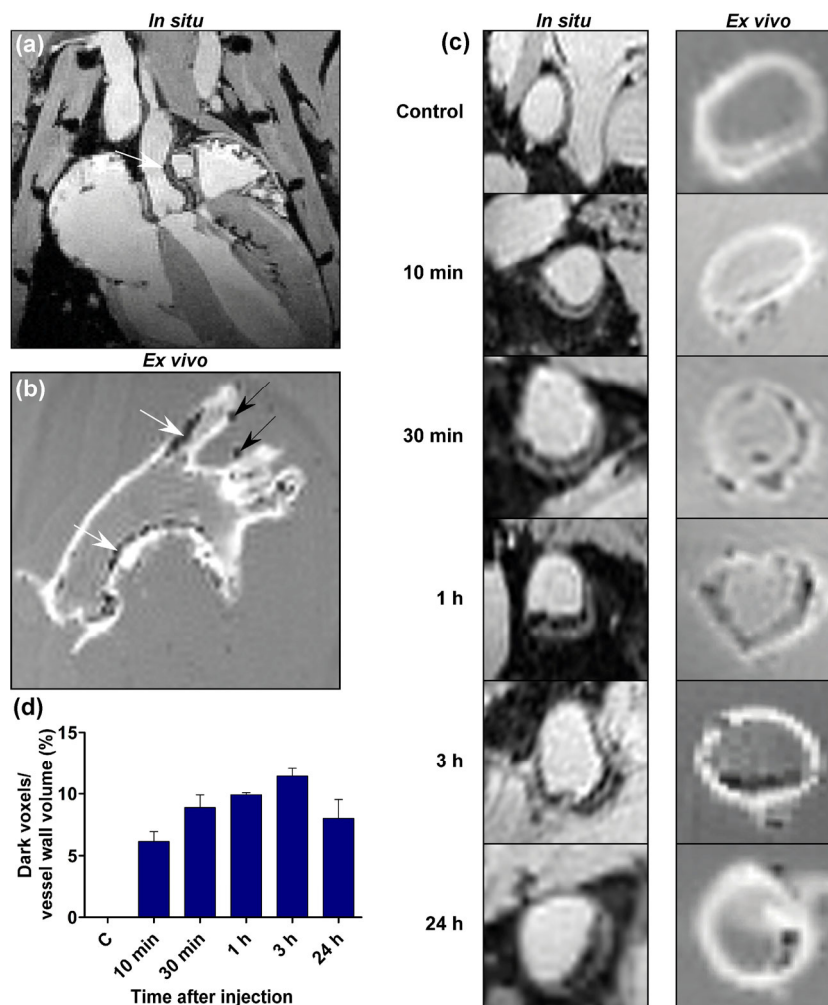 In situ
(a)
Ex vivo
(b)
(c)
In situ
Ex vivo
Control
10 min
30 min
1 h
3 h
24 h
(d)
Dark voxels/
vessel wall volume (%)
15
10
5
0
C
10 min
30 min
1 h
3 h
24 h
Time after injection